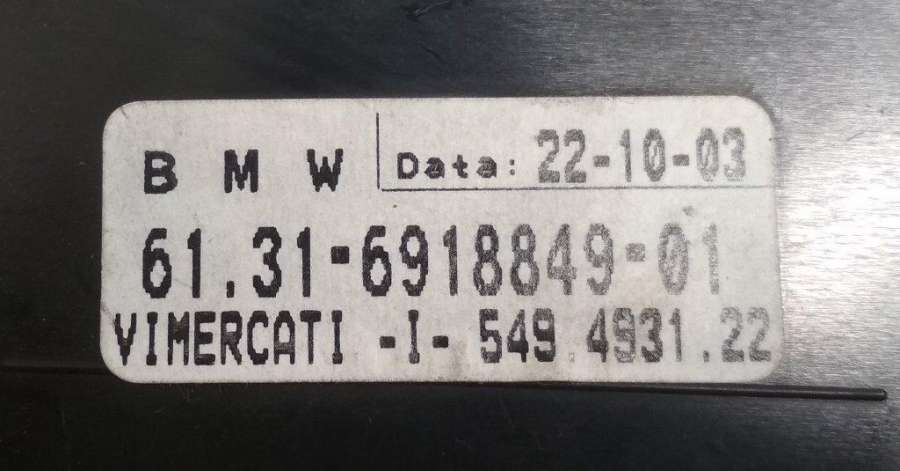 B M W Data: 22-10-03
61.31-6918849-01
VIMERCATI -I- 549.4931.22